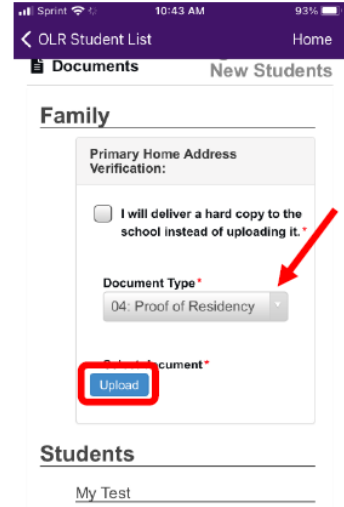 Sprint 10:43 AM 93%
OLR Student List Home
Documents New Students
Family
Primary Home Address
Verification:
I will deliver a hard copy to the
school instead of uploading it.*
Document Type*
04: Proof of Residency
Upload
Students
My Test